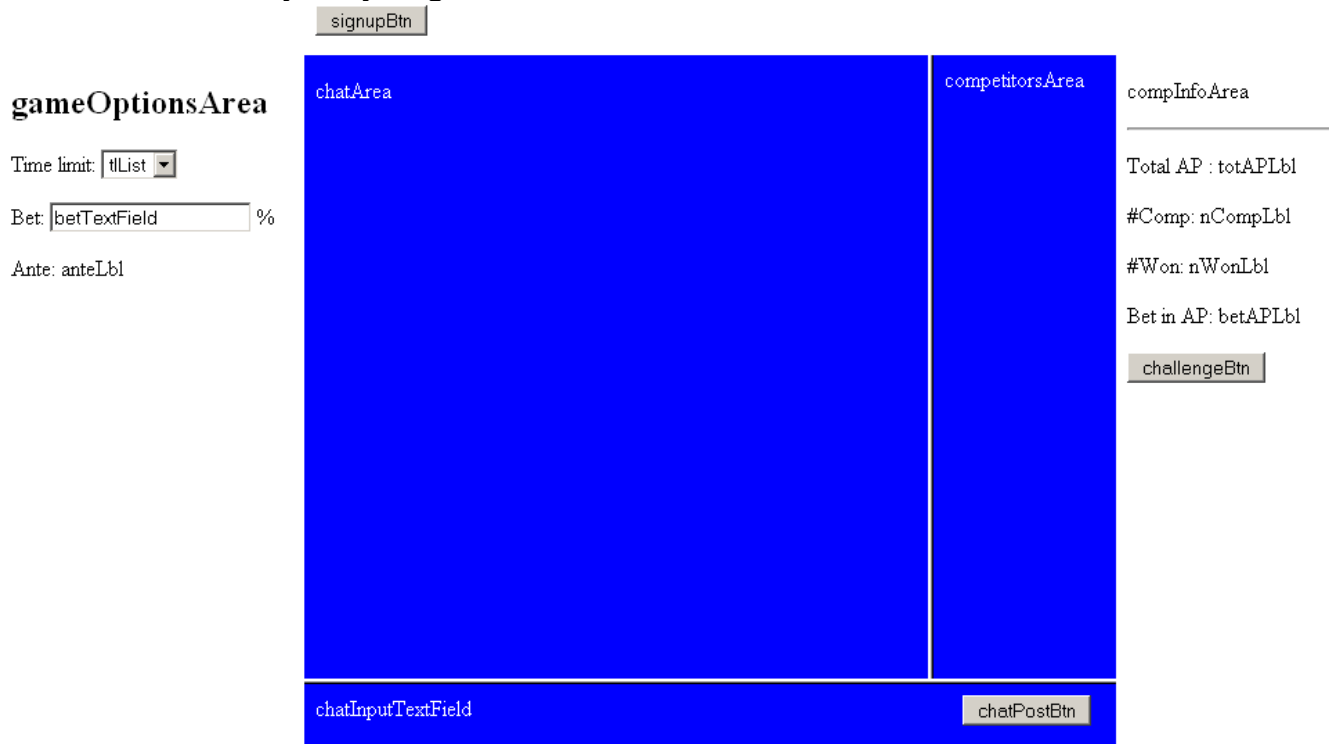 signupBtn
gameOptionsArea
Time limit: tlList
Bet: betTextField %
Ante: anteLbl
chatArea
competitorsArea
compInfoArea
Total AP : totAPLbl
#Comp: nCompLbl
#Won: nWonLbl
Bet in AP: betAPLbl
challengeBtn
chatInputTextField
chatPostBtn